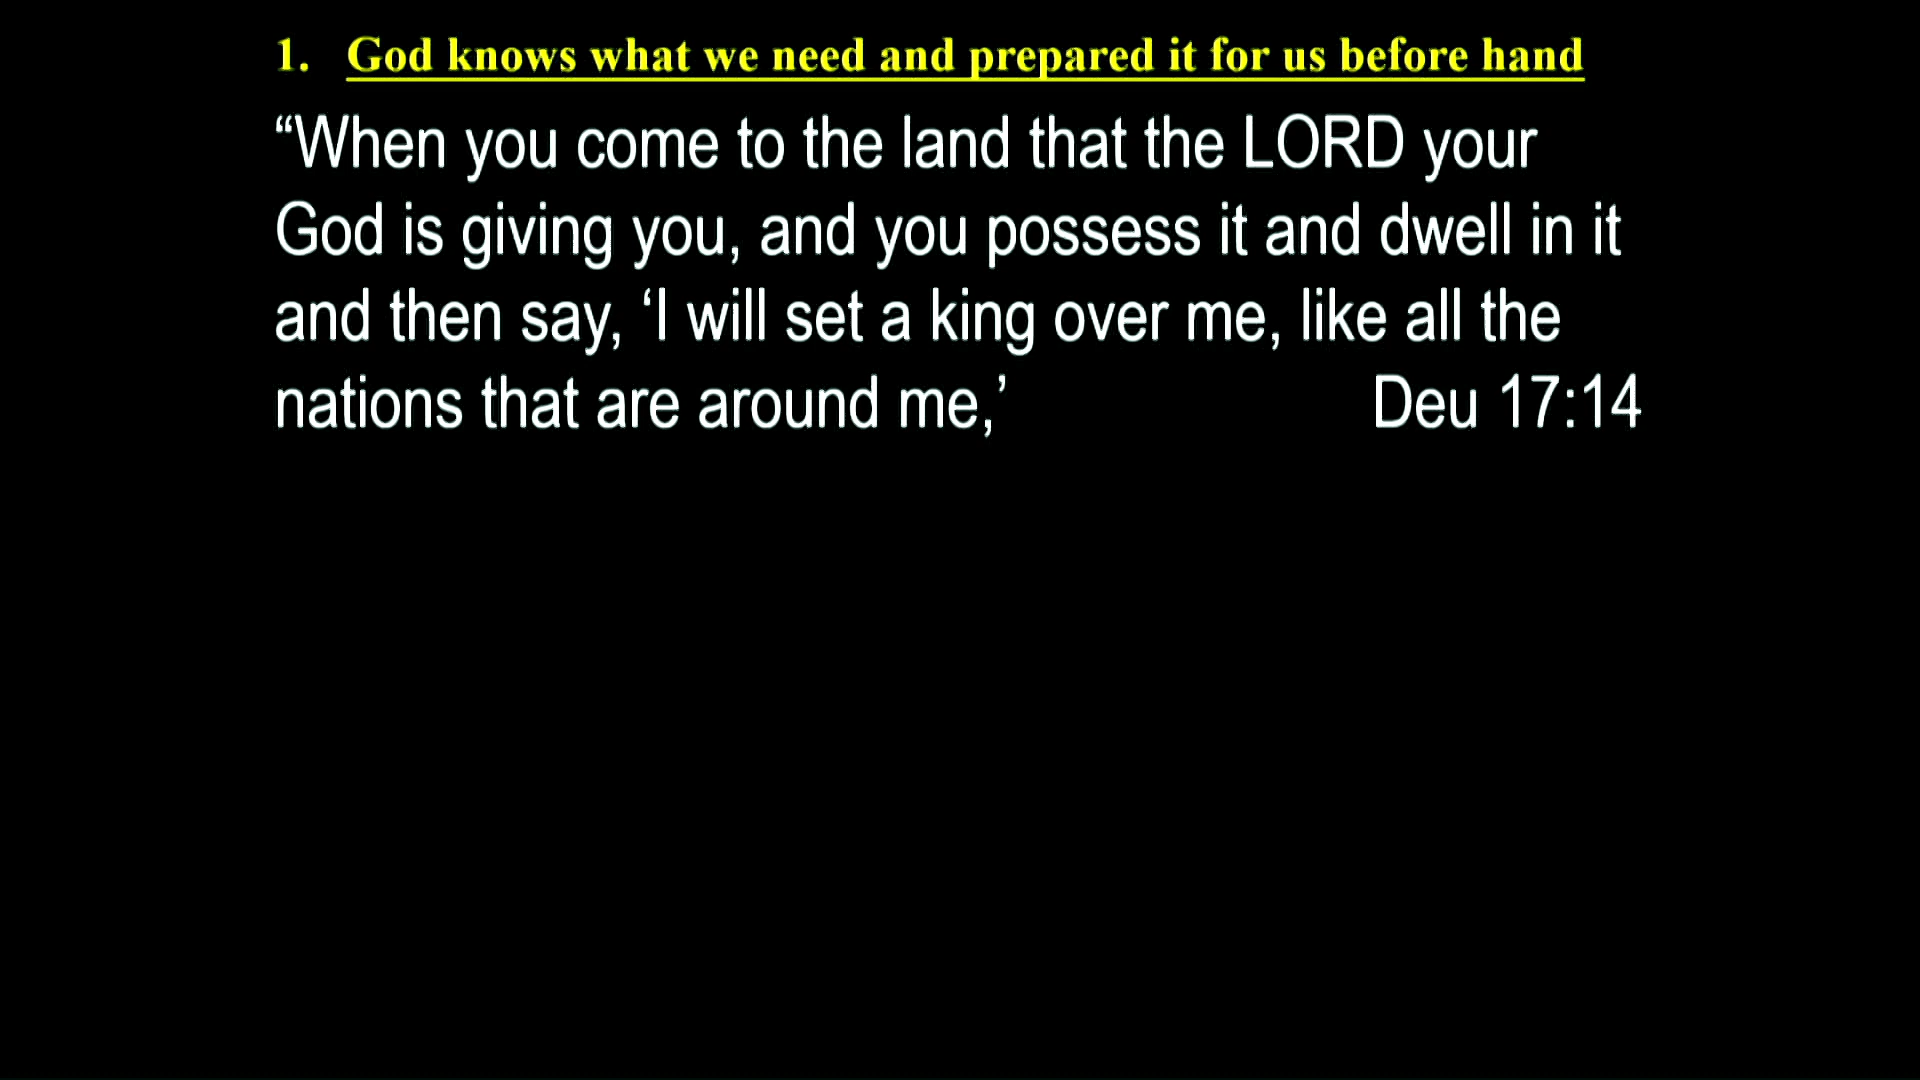 1. God knows what we need and prepared it for us before hand
“When you come to the land that the LORD your
God is giving you, and you possess it and dwell in it
and then say, ‘I will set a king over me, like all the
nations that are around me,’ Deu 17:14